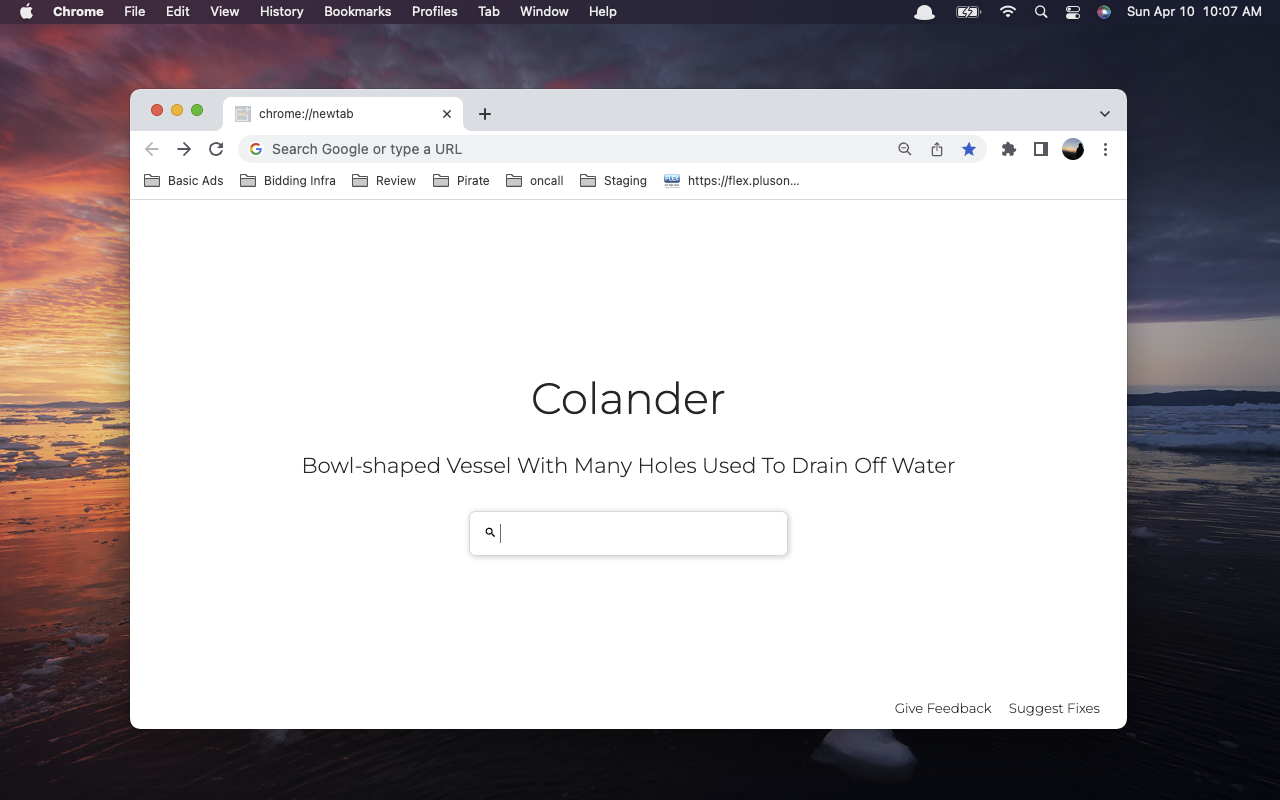 Chrome File Edit View History Bookmarks Profiles Tab Window Help Sun Apr 10 10:07 AM
chrome://newtab
Search Google or type a URL
Basic Ads Bidding Infra Review Pirate oncall Staging FLEX https://flex.pluson...
Colander
Bowl-shaped Vessel With Many Holes Used To Drain Off Water
Give Feedback Suggest Fixes